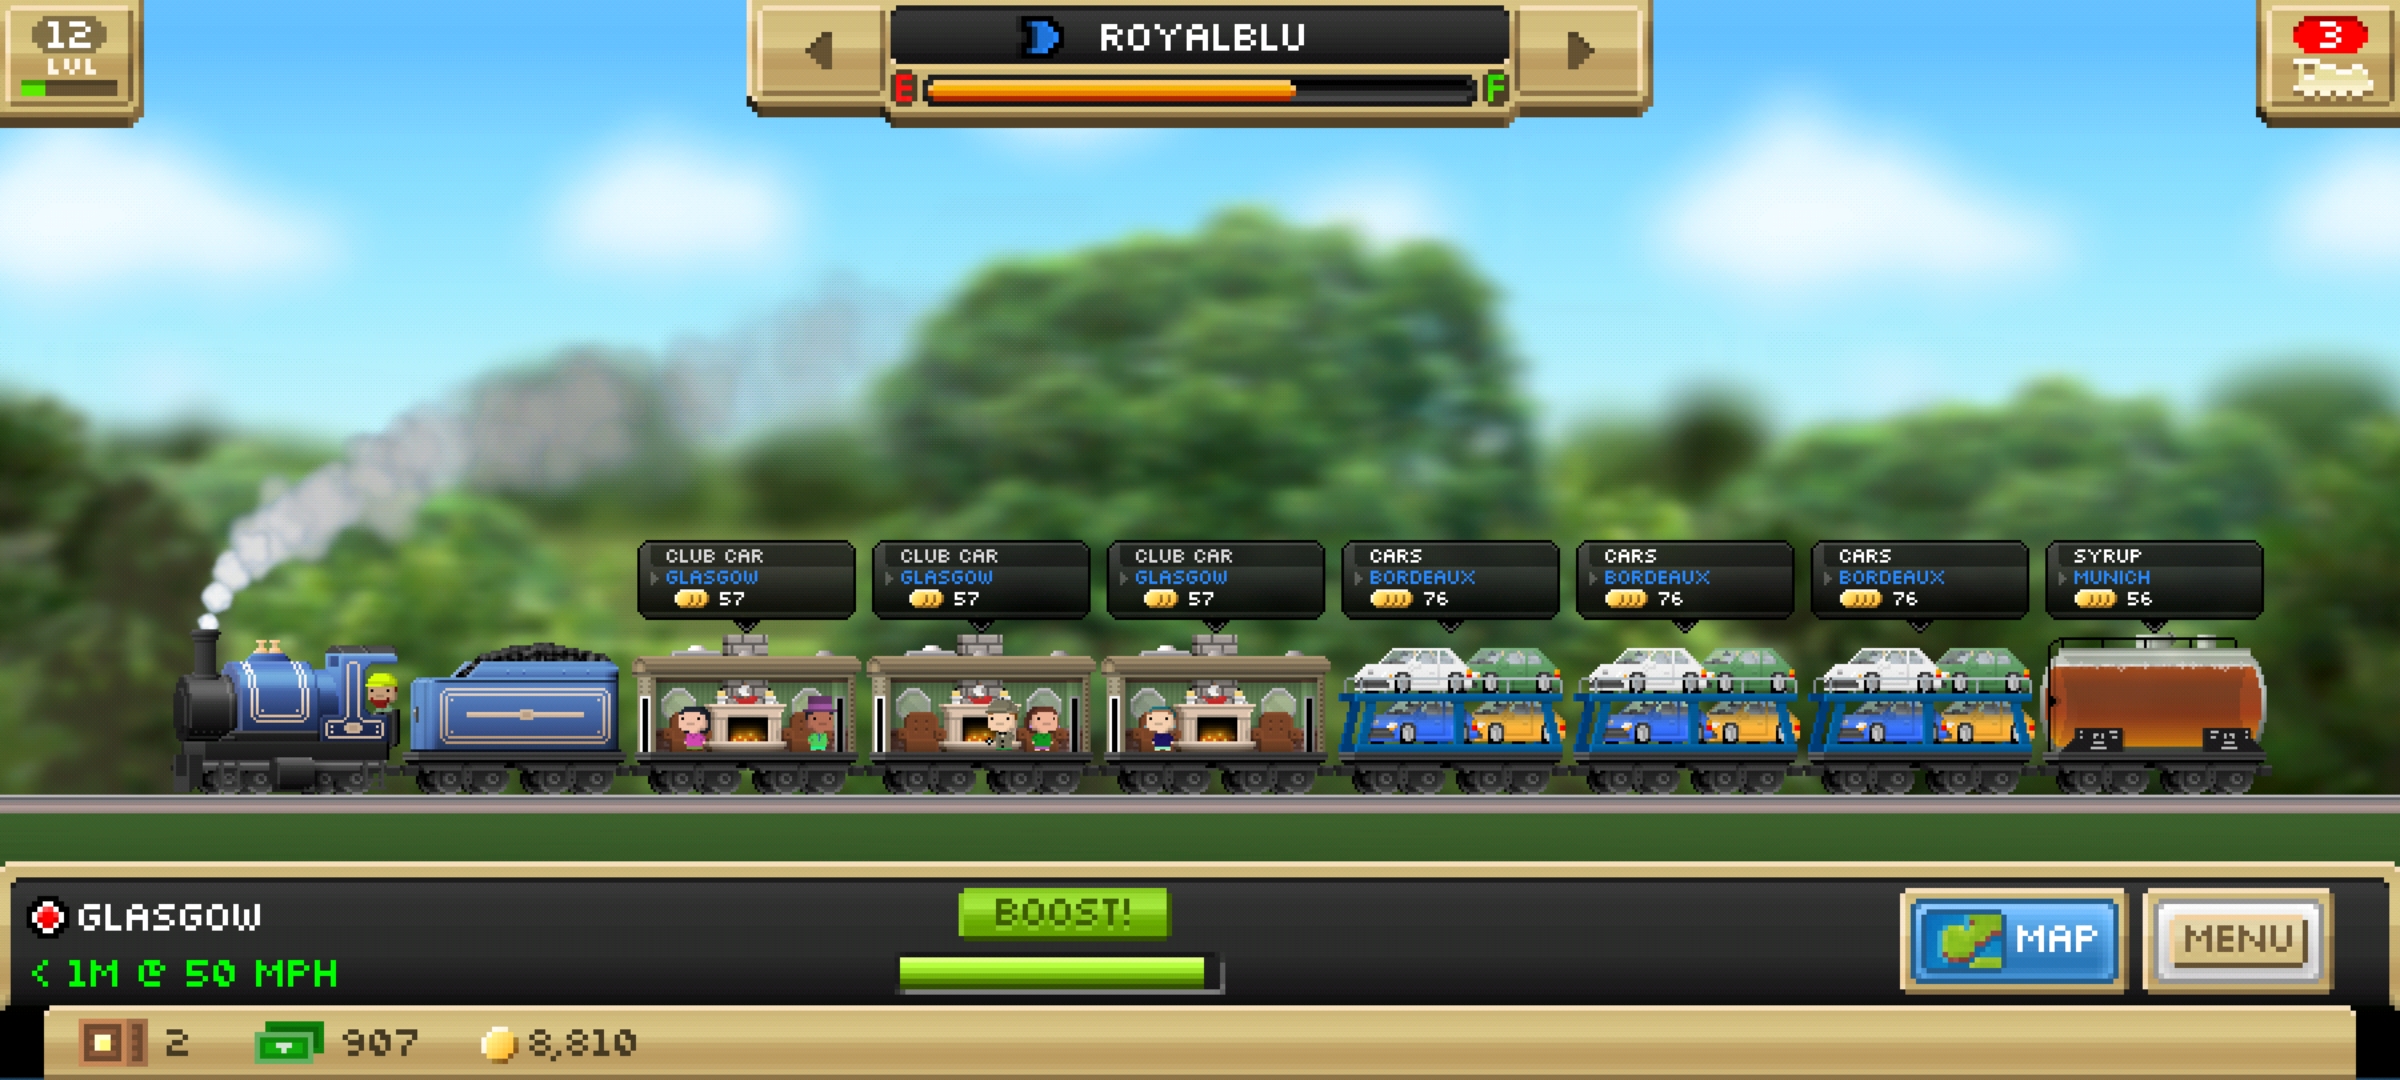 12
LVL
ROYALBLU
E
F
3
CLUB CAR
GLASGOW
57
CLUB CAR
GLASGOW
57
CLUB CAR
GLASGOW
57
CARS
BORDEAUX
76
CARS
BORDEAUX
76
CARS
BORDEAUX
76
SYRUP
MUNICH
56
GLASGOW
< 1M @ 50 MPH
BOOST!
MAP
MENU
2
907
8,810